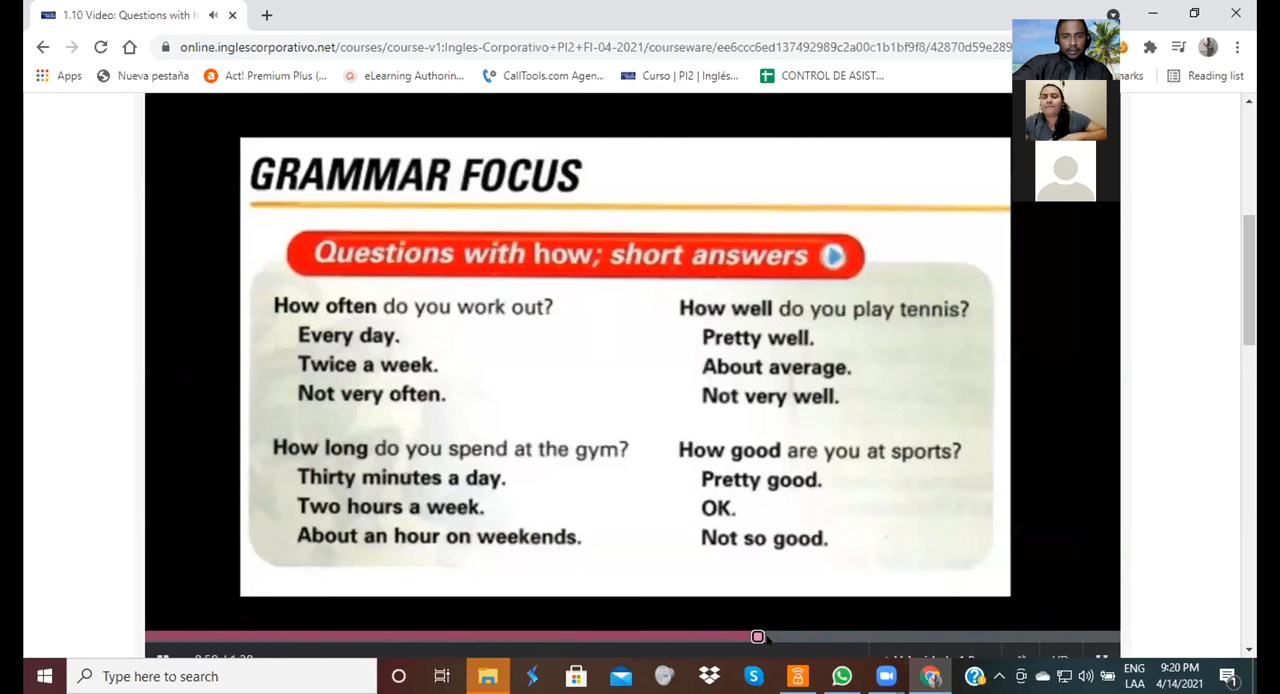 1.10 Video: Questions with h
online.inglescorporativo.net/courses/course-v1:Ingles-Corporativo+PI2+FI-04-2021/courseware/ee6ccc6ed137492989c2a00c1b1bf9f8/42870d59e289
Apps
Nueva pestaña
Act! Premium Plus (...
eLearning Authorin...
CallTools.com Agen...
Curso | PI2 | Inglés...
CONTROL DE ASIST...
marks
Reading list
GRAMMAR FOCUS
Questions with how; short answers
How often do you work out?
Every day.
Twice a week.
Not very often.
How long do you spend at the gym?
Thirty minutes a day.
Two hours a week.
About an hour on weekends.
How well do you play tennis?
Pretty well.
About average.
Not very well.
How good are you at sports?
Pretty good.
OK.
Not so good.
Type here to search
ENG
LAA
9:20 PM
4/14/2021